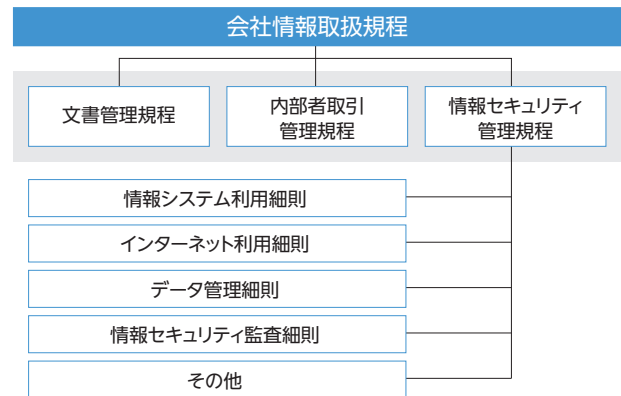 会社情報取扱規程
文書管理規程
内部者取引
管理規程
情報セキュリティ
管理規程
情報システム利用細則
インターネット利用細則
データ管理細則
情報セキュリティ監査細則
その他